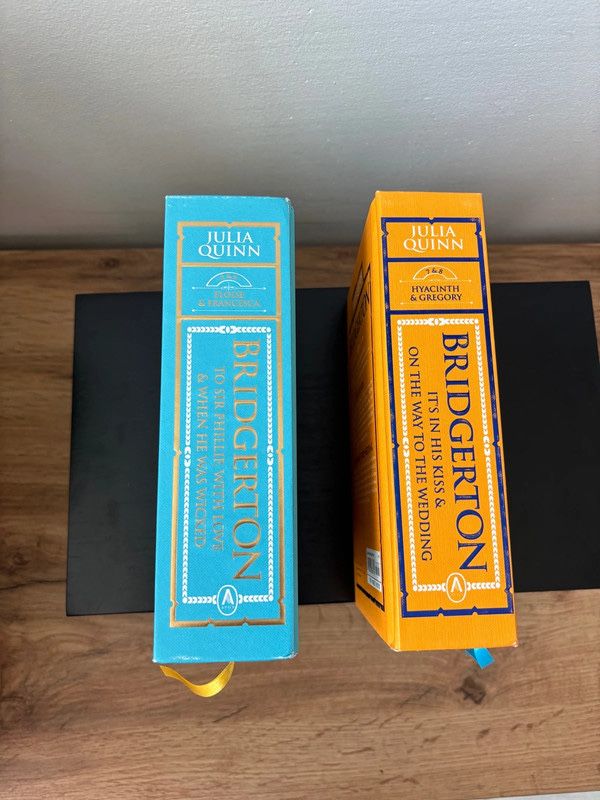 JULIA
QUINN
ELOISE
& FRANCESCA
BRIDGERTON
TO SIR PHILLIP WITH LOVE
& WHEN HE WAS WICKED
A
JULIA
QUINN
7 & 8
HYACINTH
& GREGORY
BRIDGERTON
IT'S IN HIS KISS &
ON THE WAY TO THE WEDDING
A